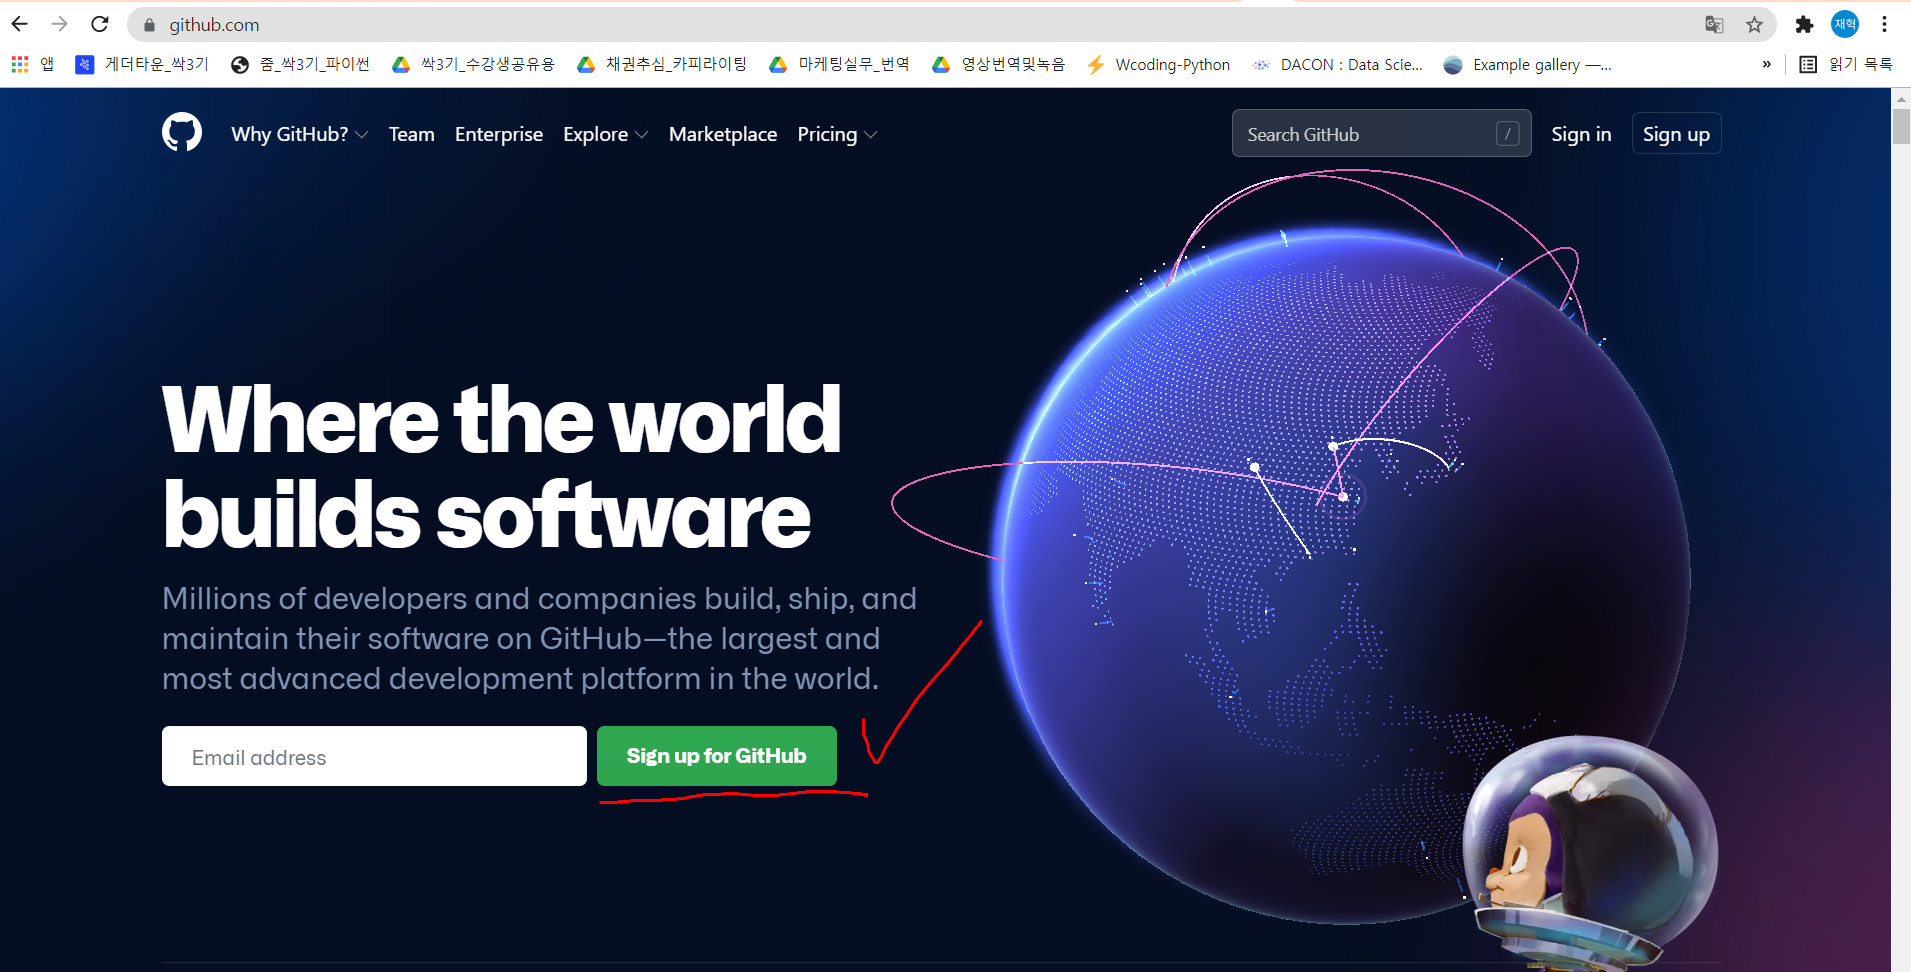 github.com
재혁
앱 게더타운_싹3기 줌_싹3기_파이썬 싹3기_수강생공유용 채권추심_카피라이팅 마케팅실무_번역 영상번역및녹음 Wcoding-Python DACON : Data Scie... Example gallery —... » 읽기 목록
Why GitHub? Team Enterprise Explore Marketplace Pricing Search GitHub / Sign in Sign up
Where the world
builds software
Millions of developers and companies build, ship, and
maintain their software on GitHub—the largest and
most advanced development platform in the world.
Email address Sign up for GitHub